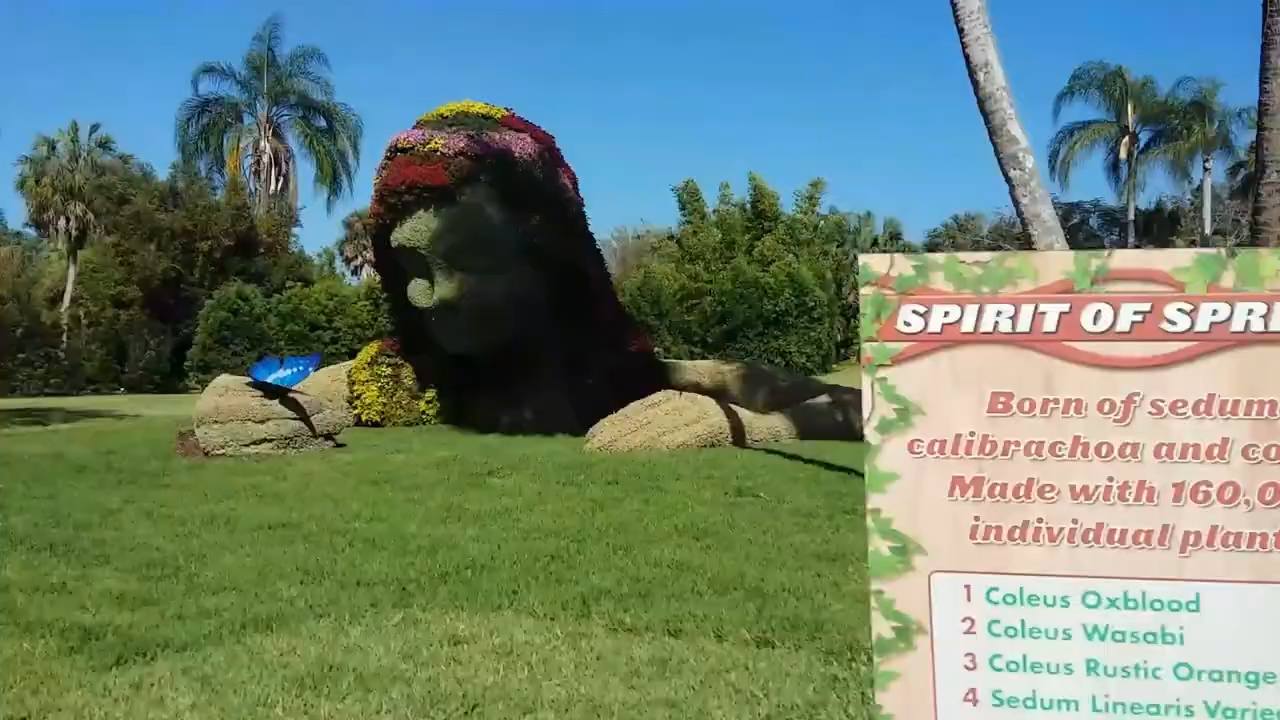 SPIRIT OF SPRI
Born of sedum
calibrachoa and co
Made with 160,0
individual plant
1 Coleus Oxblood
2 Coleus Wasabi
3 Coleus Rustic Orange
4 Sedum Linearis Varie